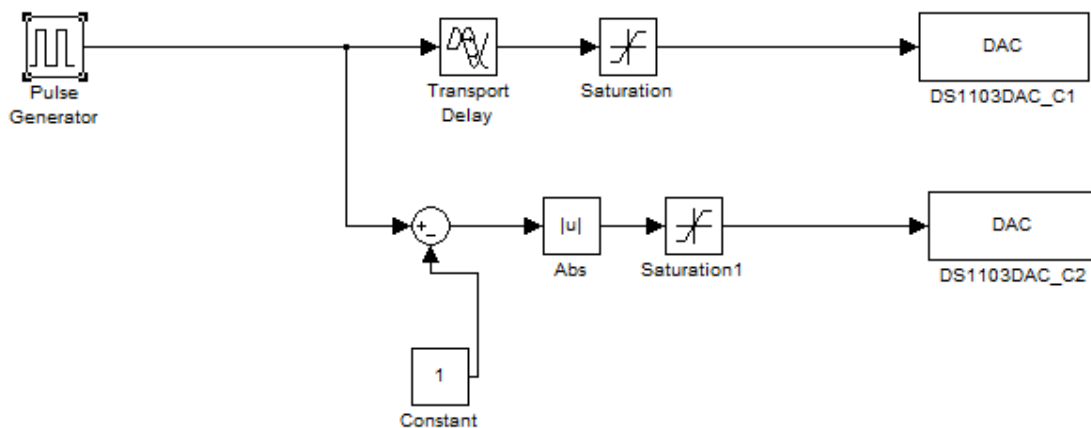 Pulse
Generator
Transport
Delay
Saturation
DAC
DS1103DAC_C1
+
−
|u|
Abs
Saturation1
DAC
DS1103DAC_C2
1
Constant